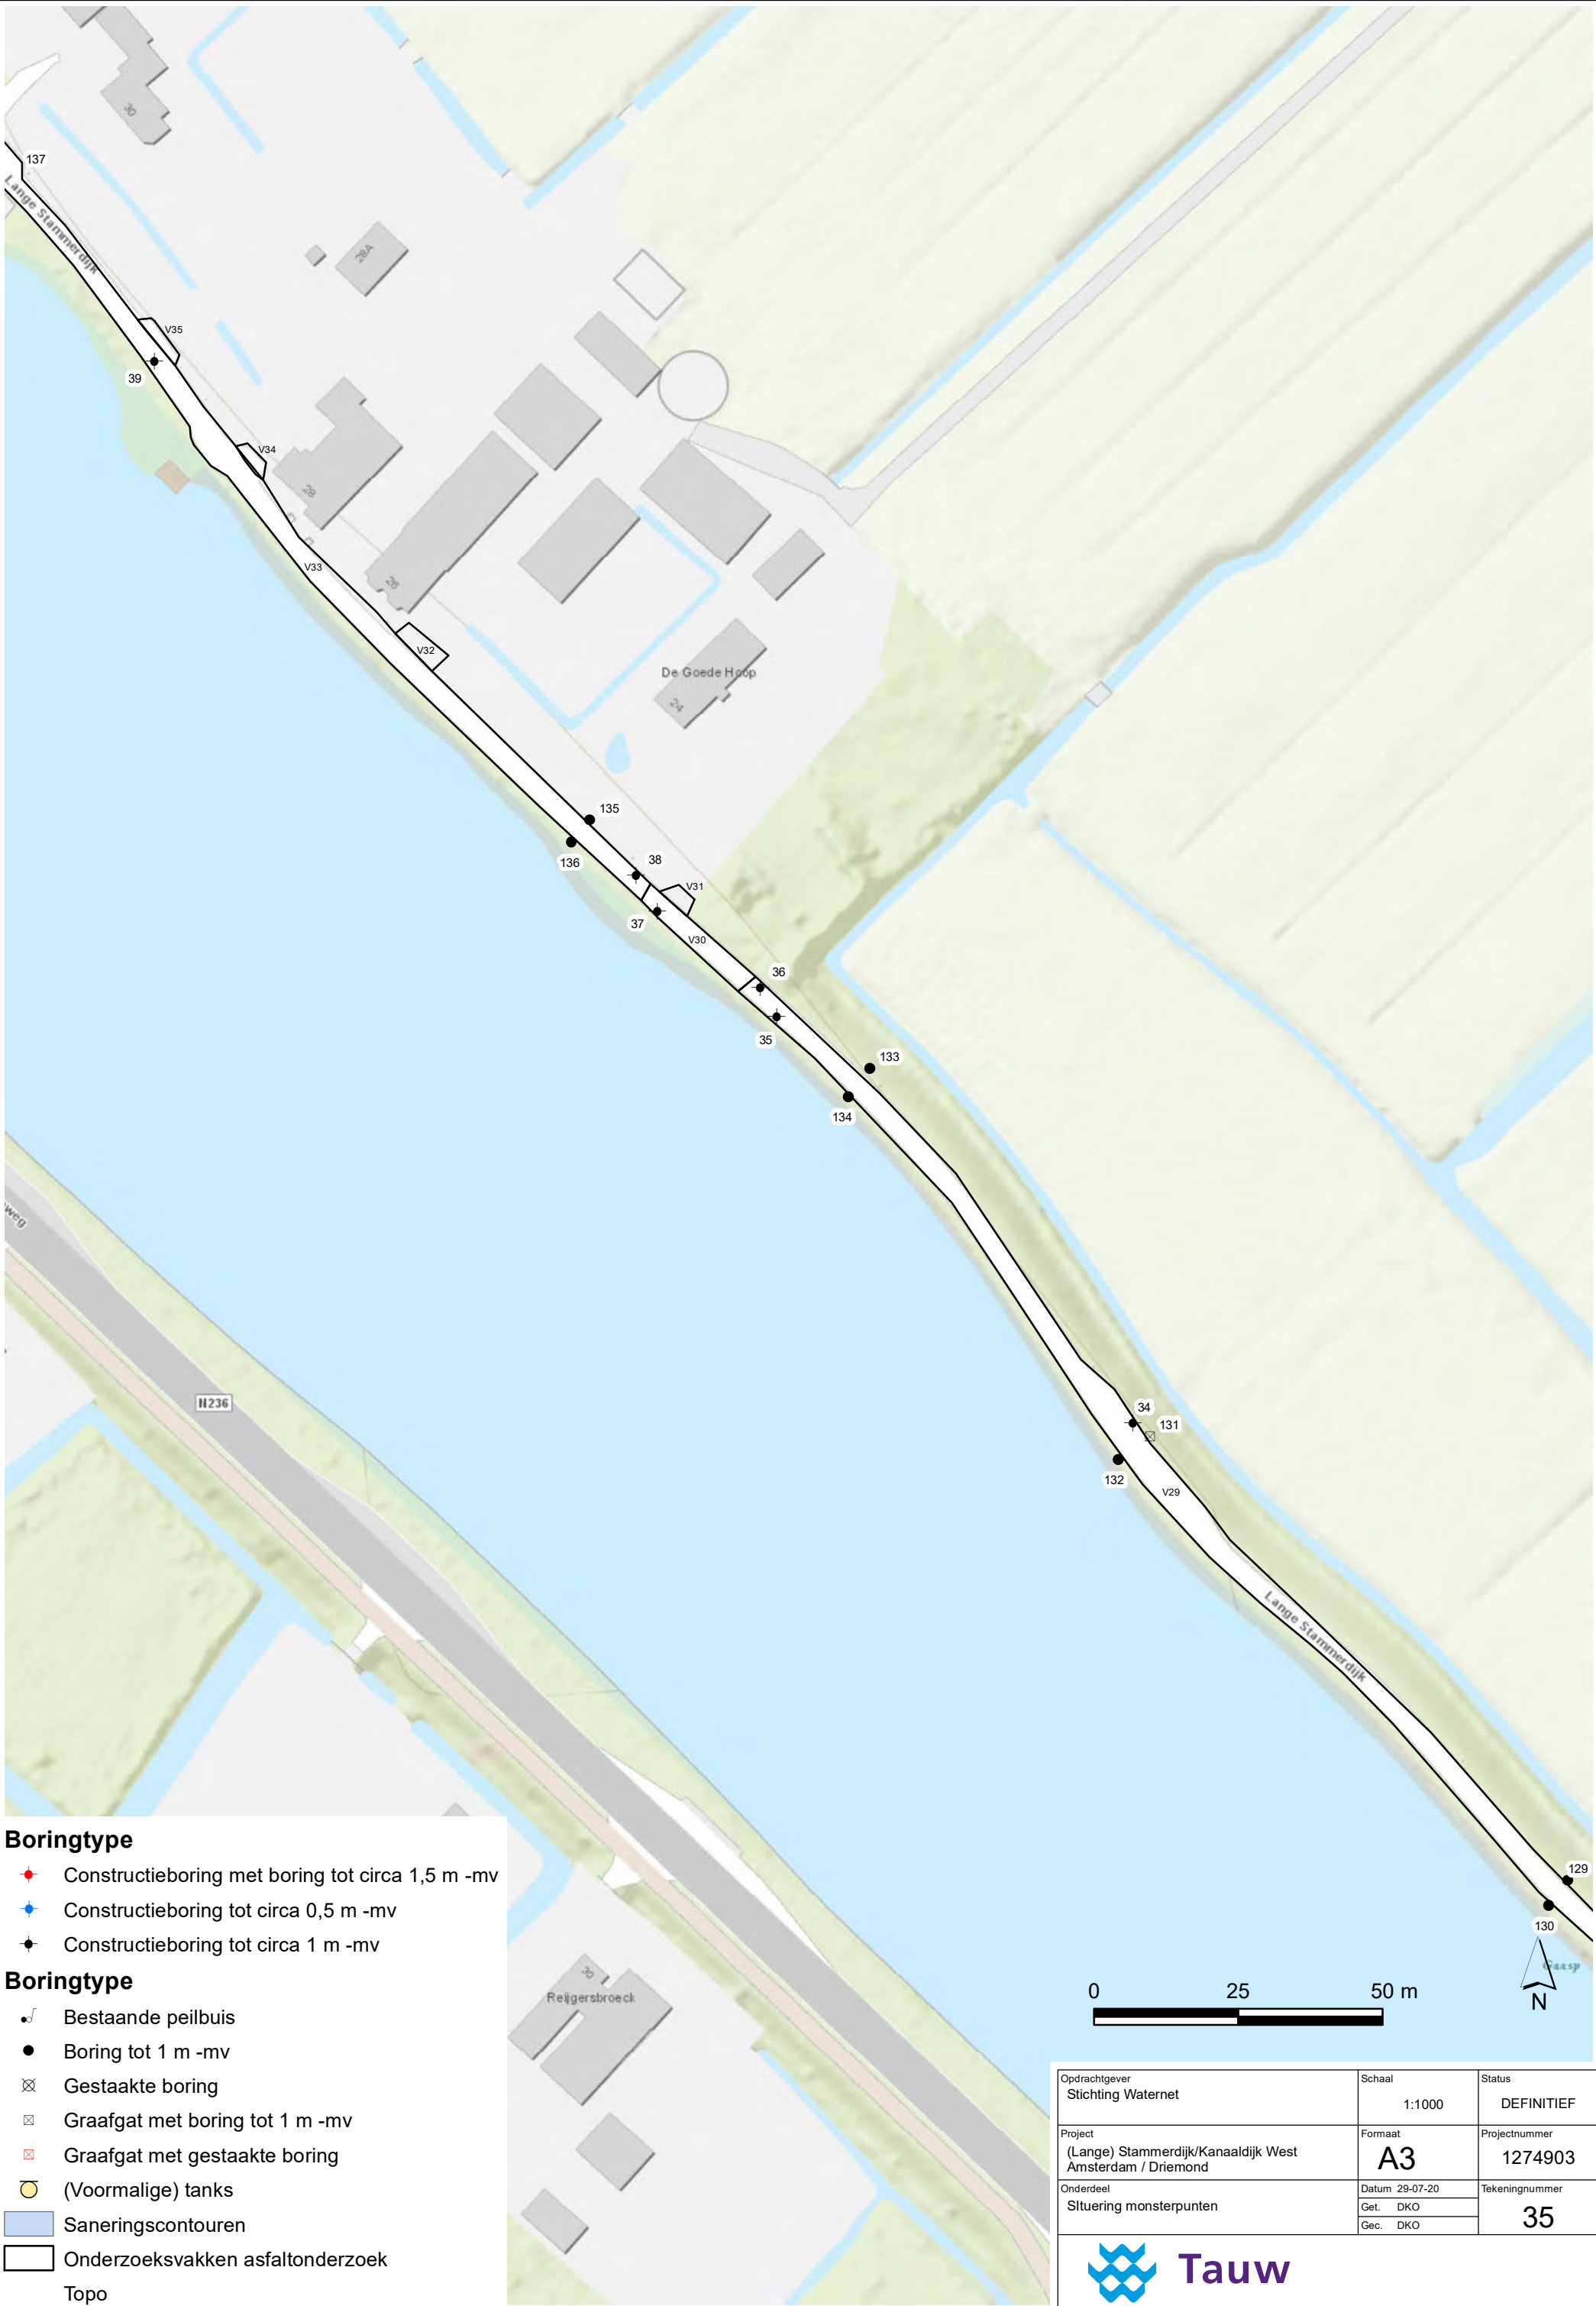 30
137
Lange Stammerdijk
28A
V35
39
V34
28
V33
26
V32
De Goede Hoop
24
135
136
38
V31
37
V30
36
35
133
134
weg
N236
34
131
132
V29
Lange Stammerdijk
129
130
Gaasp
N
0 25 50 m
30
Reijgersbroeck
Boringtype
Constructieboring met boring tot circa 1,5 m -mv
Constructieboring tot circa 0,5 m -mv
Constructieboring tot circa 1 m -mv
Boringtype
Bestaande peilbuis
Boring tot 1 m -mv
Gestaakte boring
Graafgat met boring tot 1 m -mv
Graafgat met gestaakte boring
(Voormalige) tanks
Saneringscontouren
Onderzoeksvakken asfaltonderzoek
Topo
Opdrachtgever
Stichting Waternet
Schaal
1:1000
Status
DEFINITIEF
Project
(Lange) Stammerdijk/Kanaaldijk West
Amsterdam / Driemond
Formaat
A3
Projectnummer
1274903
Onderdeel
SItuering monsterpunten
Datum 29-07-20
Get. DKO
Gec. DKO
Tekeningnummer
35
Tauw